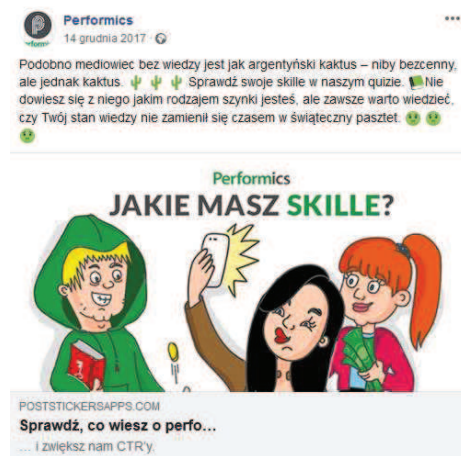 Performics
14 grudnia 2017
Podobno mediowiec bez wiedzy jest jak argentyński kaktus – niby bezcenny,
ale jednak kaktus. 🌵 🌵 🌵 Sprawdź swoje skille w naszym quizie. 📗Nie
dowiesz się z niego jakim rodzajem szynki jesteś, ale zawsze warto wiedzieć,
czy Twój stan wiedzy nie zamienił się czasem w świąteczny pasztet. 🤢 🤢
🤢
Performics
JAKIE MASZ SKILLE?
POSTSTICKERSAPPS.COM
Sprawdź, co wiesz o perfo...
... i zwiększ nam CTR'y.